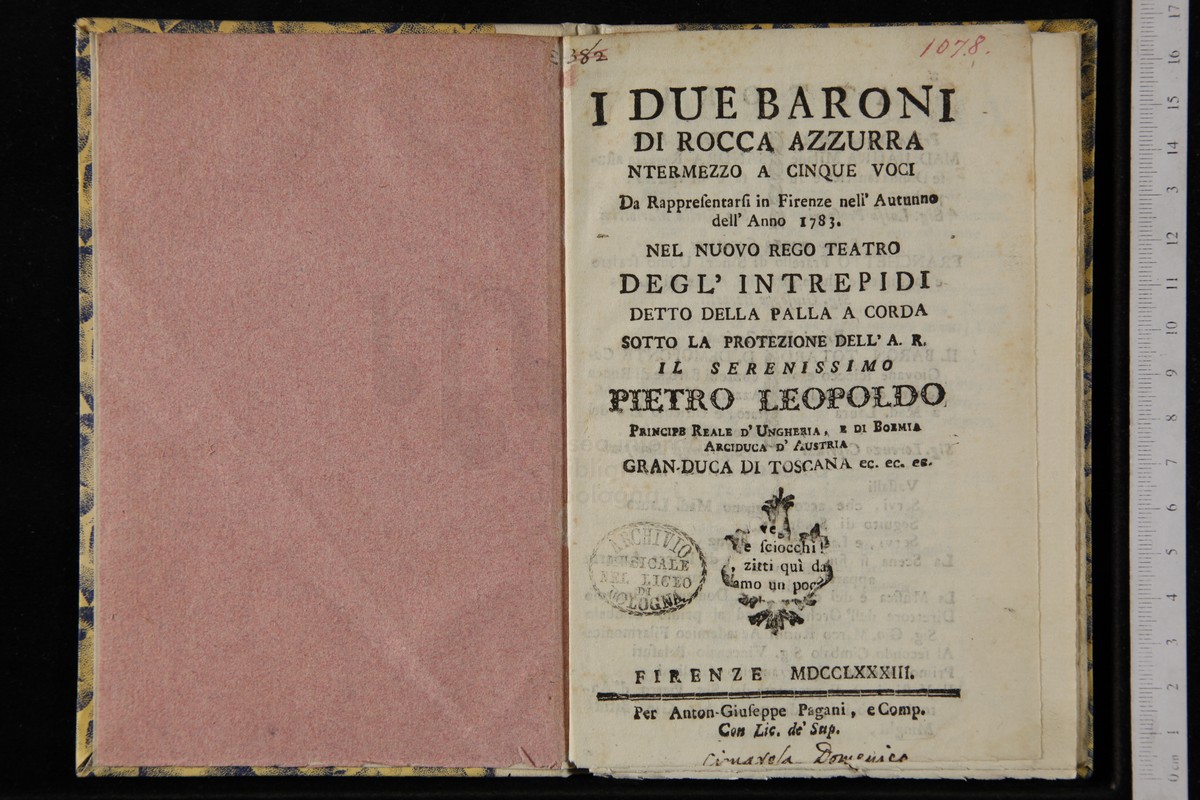 382
1078.
I DUE BARONI
DI ROCCA AZZURRA
NTERMEZZO A CINQUE VOCI
Da Rappreſentarſi in Firenze nell' Autunno
dell' Anno 1783.
NEL NUOVO REGO TEATRO
DEGL' INTREPIDI
DETTO DELLA PALLA A CORDA
SOTTO LA PROTEZIONE DELL' A. R.
IL SERENISSIMO
PIETRO LEOPOLDO
PRINCIPE REALE D' UNGHERIA, E DI BOEMIA
ARCIDUCA D' AUSTRIA
GRAN-DUCA DI TOSCANA ec. ec. ec.
e ſciocchi!
, zitti quì da
amo un poc
ARCHIVIO
MUSICALE
NEL LICEO
DI
BOLOGNA
FIRENZE MDCCLXXXIII.
Per Anton-Giuſeppe Pagani, e Comp.
Con Lic. de' Sup.
Cimarosa Domenico